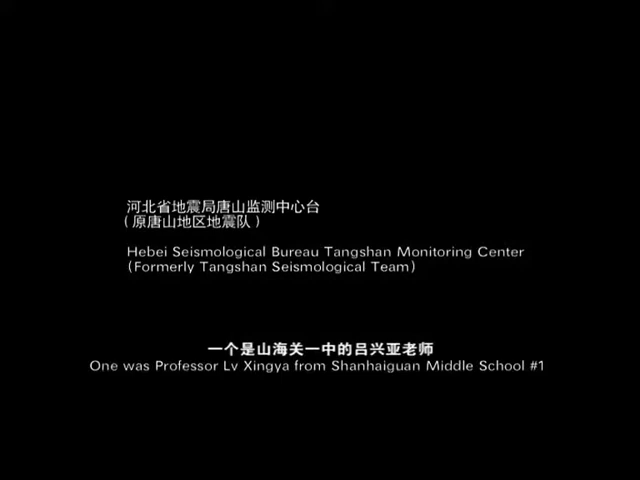 河北省地震局唐山监测中心台
（原唐山地区地震队）
Hebei Seismological Bureau Tangshan Monitoring Center
(Formerly Tangshan Seismological Team)
一个是山海关一中的吕兴亚老师
One was Professor Lv Xingya from Shanhaiguan Middle School #1